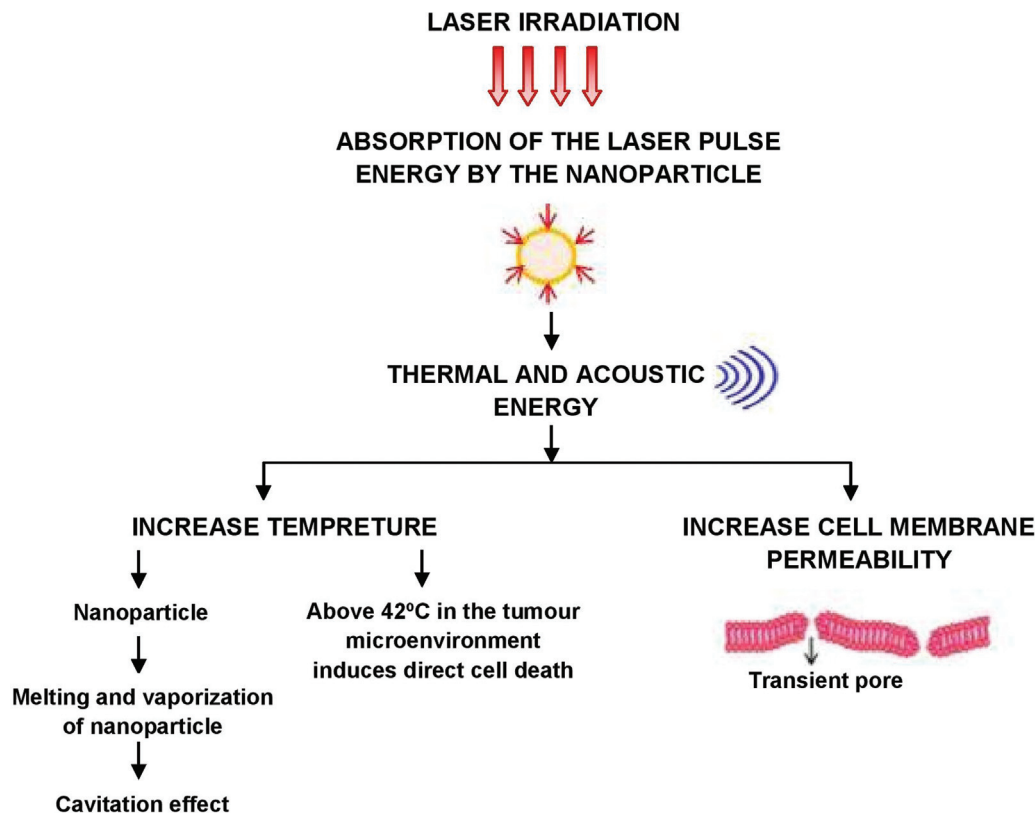 LASER IRRADIATION
ABSORPTION OF THE LASER PULSE
ENERGY BY THE NANOPARTICLE
THERMAL AND ACOUSTIC
ENERGY
INCREASE TEMPRETURE
Nanoparticle
Melting and vaporization
of nanoparticle
Cavitation effect
Above 42ºC in the tumour
microenvironment
induces direct cell death
INCREASE CELL MEMBRANE
PERMEABILITY
Transient pore